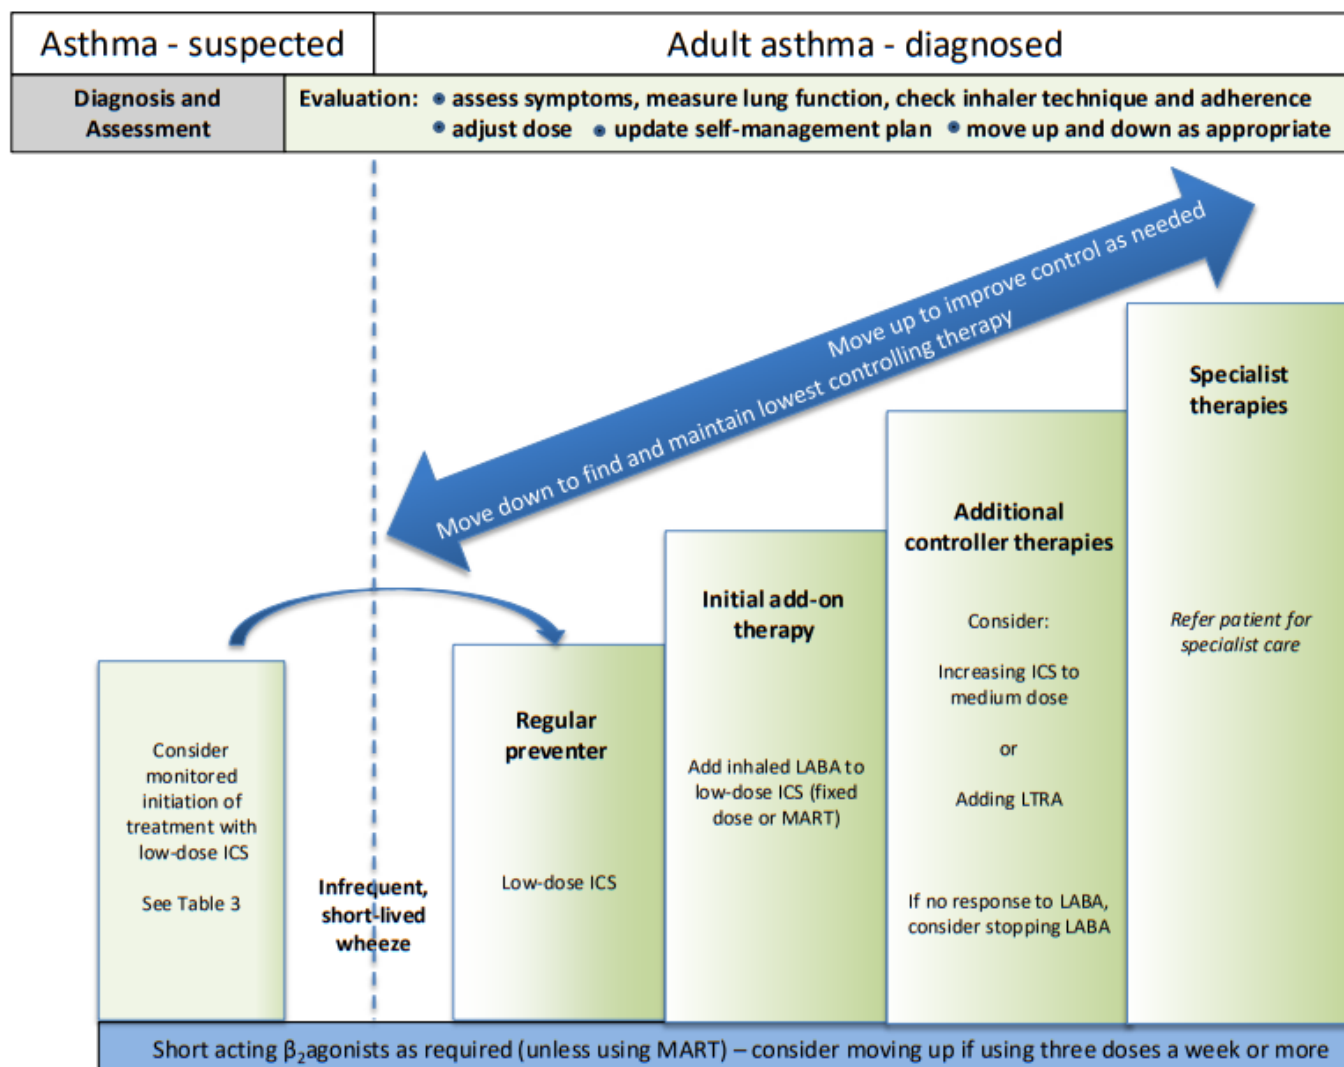 Asthma - suspected
Adult asthma - diagnosed
Diagnosis and
Assessment
Evaluation: • assess symptoms, measure lung function, check inhaler technique and adherence
• adjust dose • update self-management plan • move up and down as appropriate
Move up to improve control as needed
Move down to find and maintain lowest controlling therapy
Consider
monitored
initiation of
treatment with
low-dose ICS
See Table 3
Infrequent,
short-lived
wheeze
Regular
preventer
Low-dose ICS
Initial add-on
therapy
Add inhaled LABA to
low-dose ICS (fixed
dose or MART)
Additional
controller therapies
Consider:
Increasing ICS to
medium dose
or
Adding LTRA
If no response to LABA,
consider stopping LABA
Specialist
therapies
Refer patient for
specialist care
Short acting β₂agonists as required (unless using MART) – consider moving up if using three doses a week or more